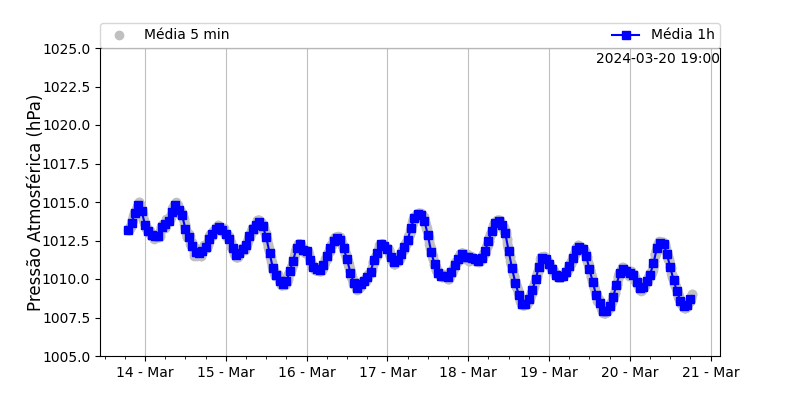 Média 5 min
Média 1h
2024-03-20 19:00
Pressão Atmosférica (hPa)
1025.0
1022.5
1020.0
1017.5
1015.0
1012.5
1010.0
1007.5
1005.0
14 - Mar
15 - Mar
16 - Mar
17 - Mar
18 - Mar
19 - Mar
20 - Mar
21 - Mar